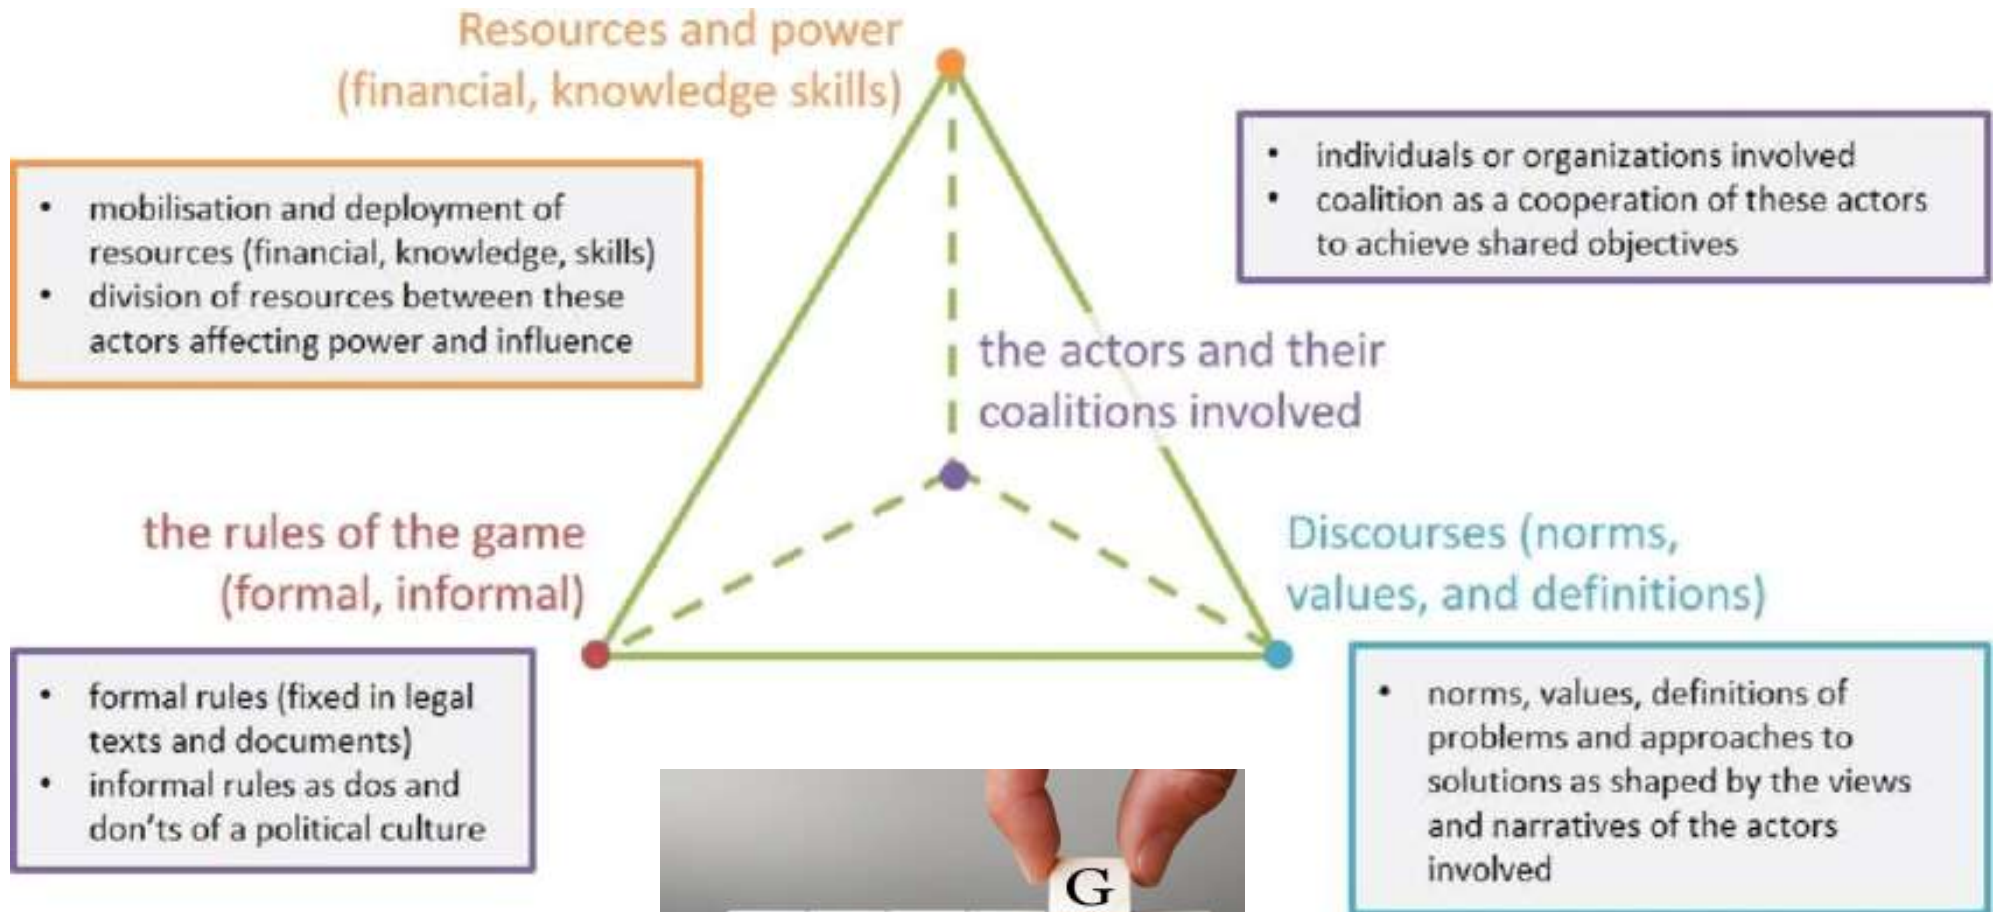 Resources and power
(financial, knowledge skills)
• mobilisation and deployment of
resources (financial, knowledge, skills)
• division of resources between these
actors affecting power and influence
• individuals or organizations involved
• coalition as a cooperation of these actors
to achieve shared objectives
the actors and their
coalitions involved
the rules of the game
(formal, informal)
• formal rules (fixed in legal
texts and documents)
• informal rules as dos and
don'ts of a political culture
Discourses (norms,
values, and definitions)
• norms, values, definitions of
problems and approaches to
solutions as shaped by the views
and narratives of the actors
involved
G